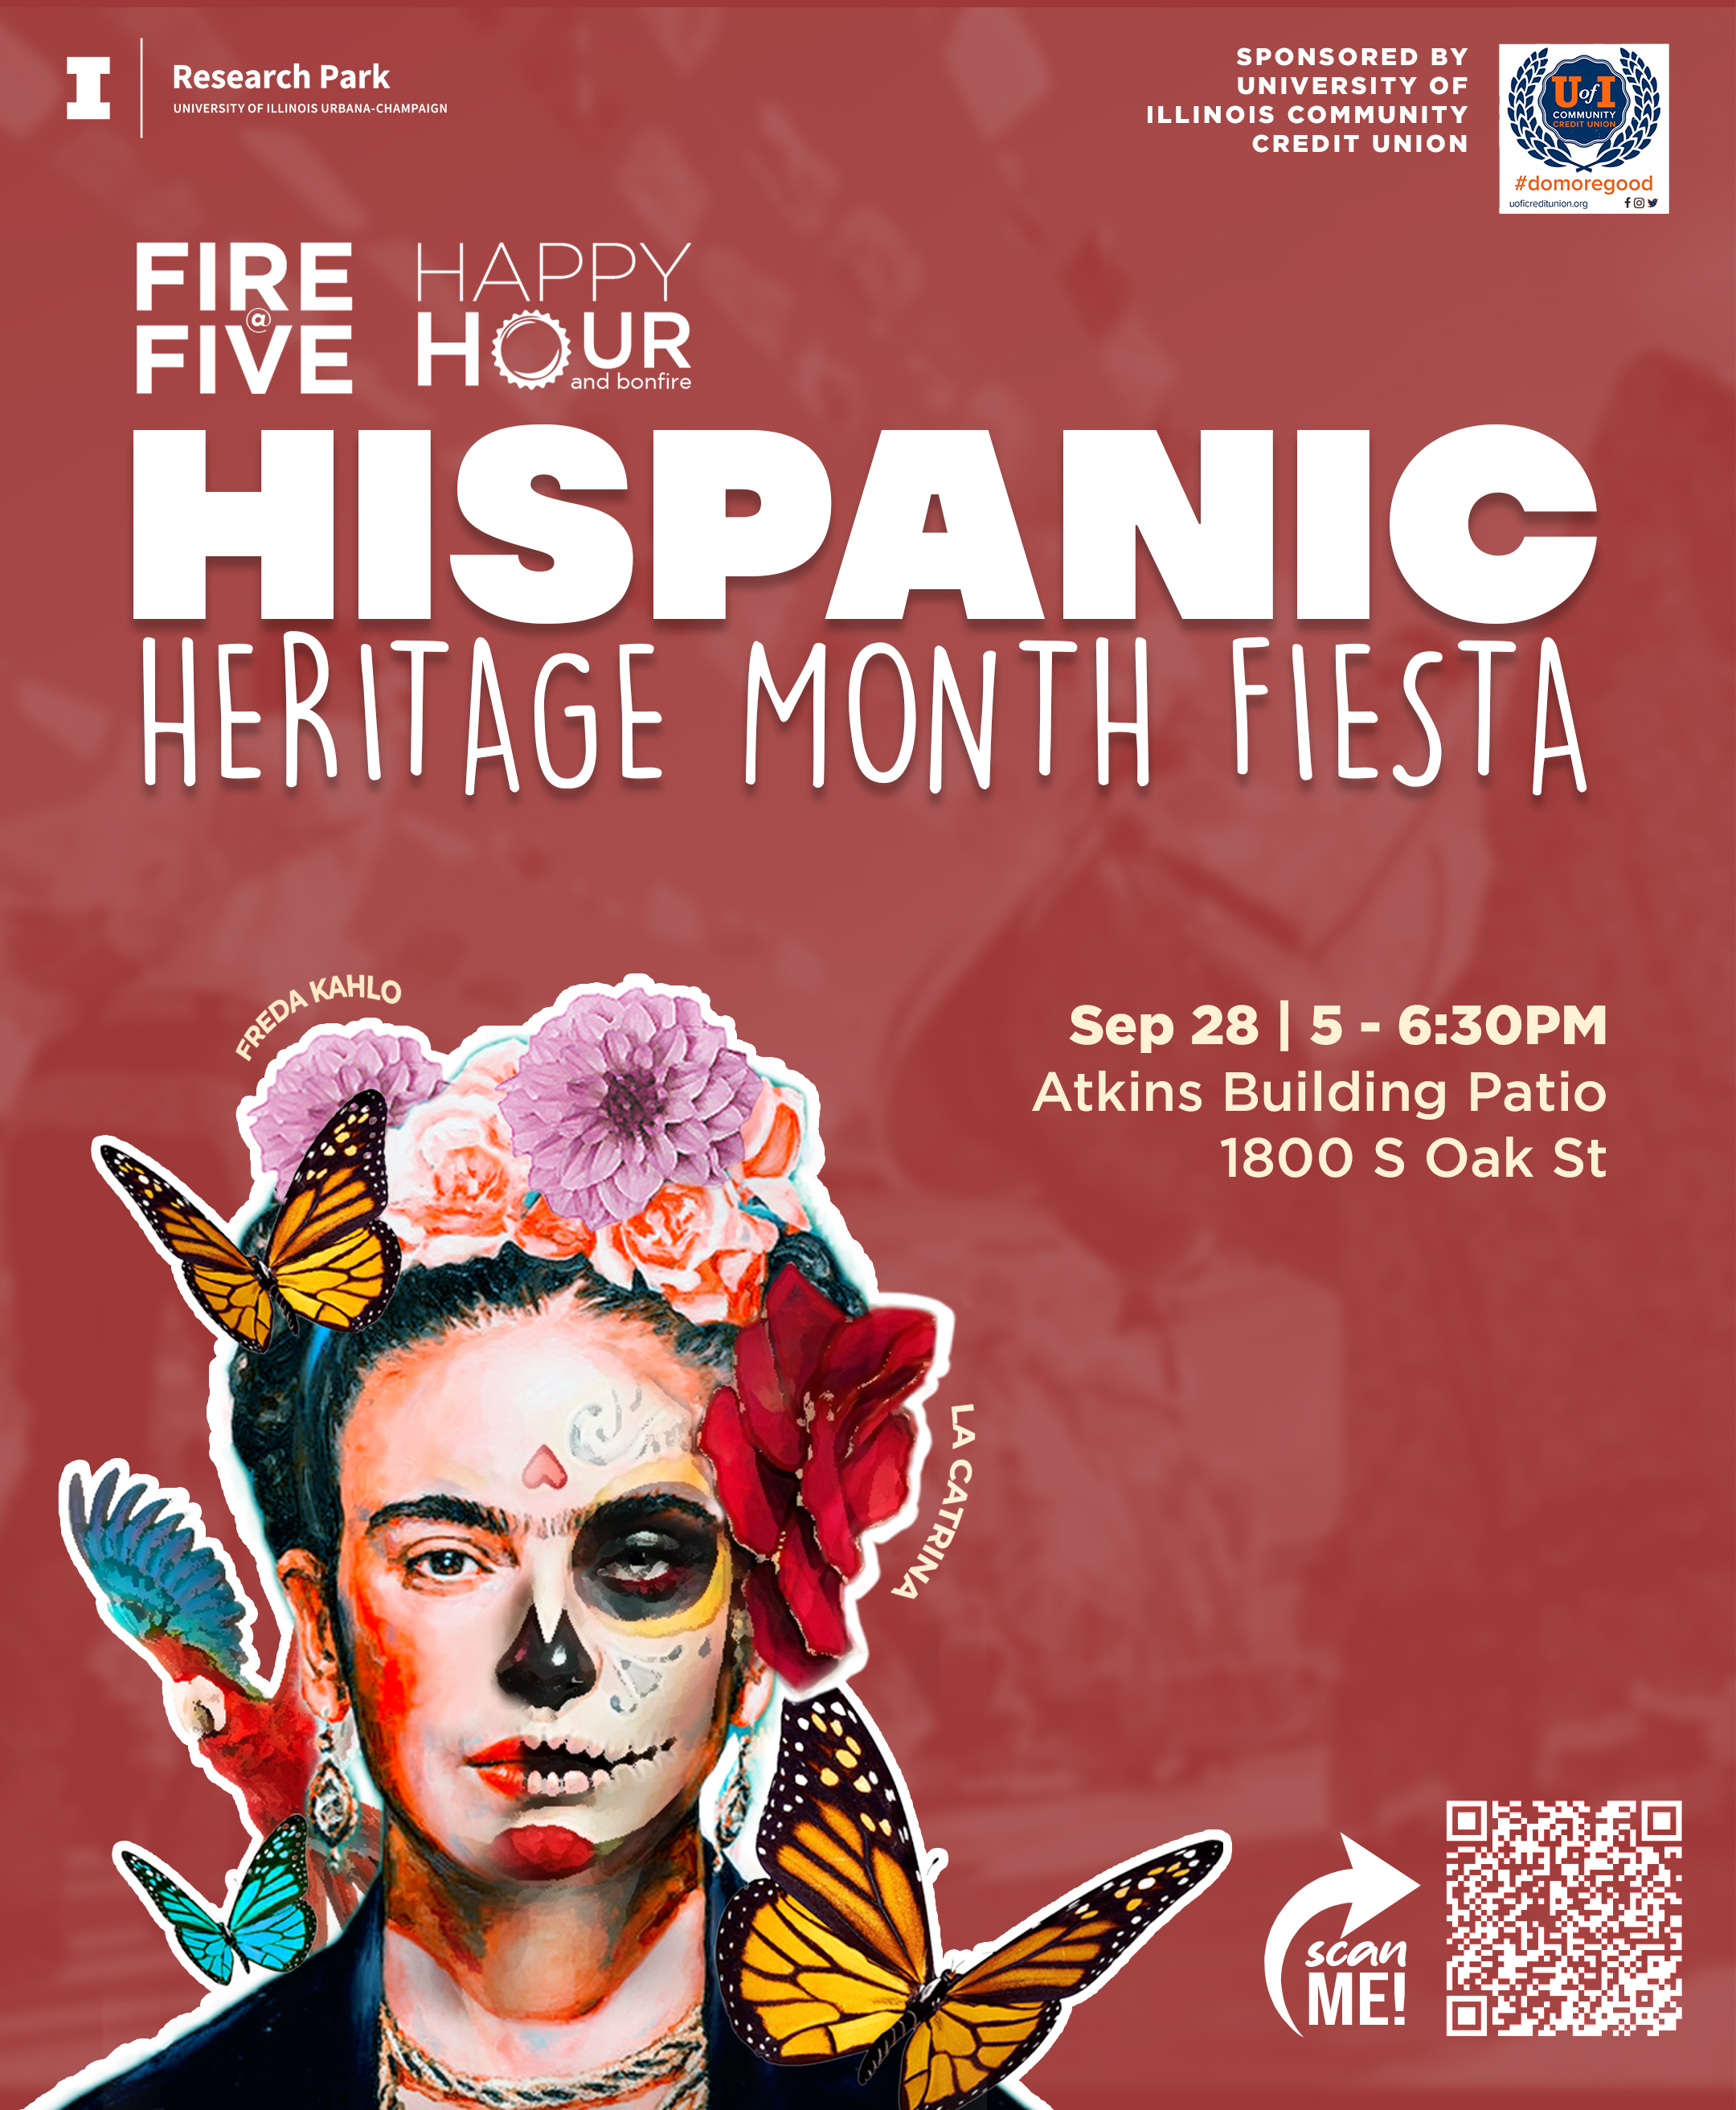 I
Research Park
UNIVERSITY OF ILLINOIS URBANA-CHAMPAIGN
SPONSORED BY
UNIVERSITY OF
ILLINOIS COMMUNITY
CREDIT UNION
U of I
COMMUNITY
CREDIT UNION
#domoregood
uoficreditunion.org
FIRE
@
FIVE
HAPPY
HOUR
and bonfire
HISPANIC
HERITAGE MONTH FIESTA
FREDA KAHLO
Sep 28 | 5 - 6:30PM
Atkins Building Patio
1800 S Oak St
LA CATRINA
scan
ME!